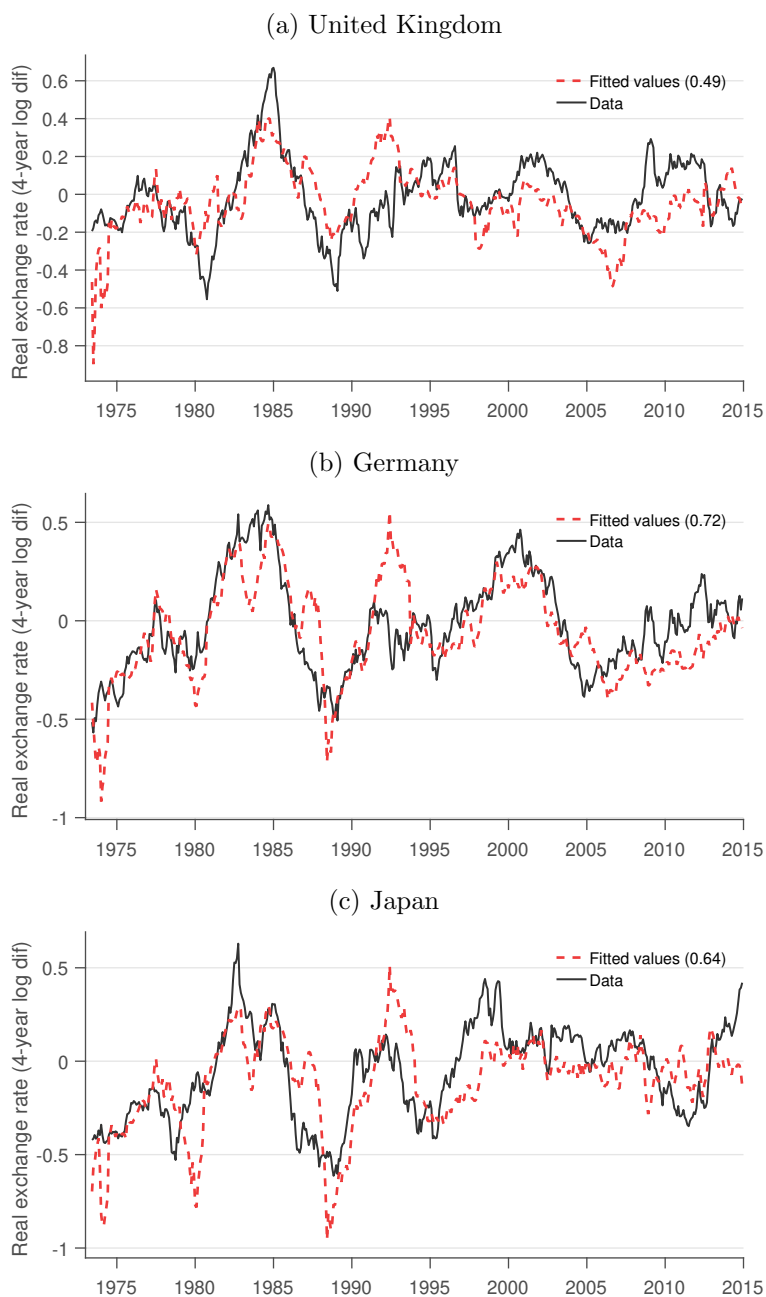 (a) United Kingdom
Real exchange rate (4-year log dif)
0.6
0.4
0.2
0
-0.2
-0.4
-0.6
-0.8
Fitted values (0.49)
Data
1975 1980 1985 1990 1995 2000 2005 2010 2015
(b) Germany
Real exchange rate (4-year log dif)
0.5
0
-0.5
-1
Fitted values (0.72)
Data
1975 1980 1985 1990 1995 2000 2005 2010 2015
(c) Japan
Real exchange rate (4-year log dif)
0.5
0
-0.5
-1
Fitted values (0.64)
Data
1975 1980 1985 1990 1995 2000 2005 2010 2015